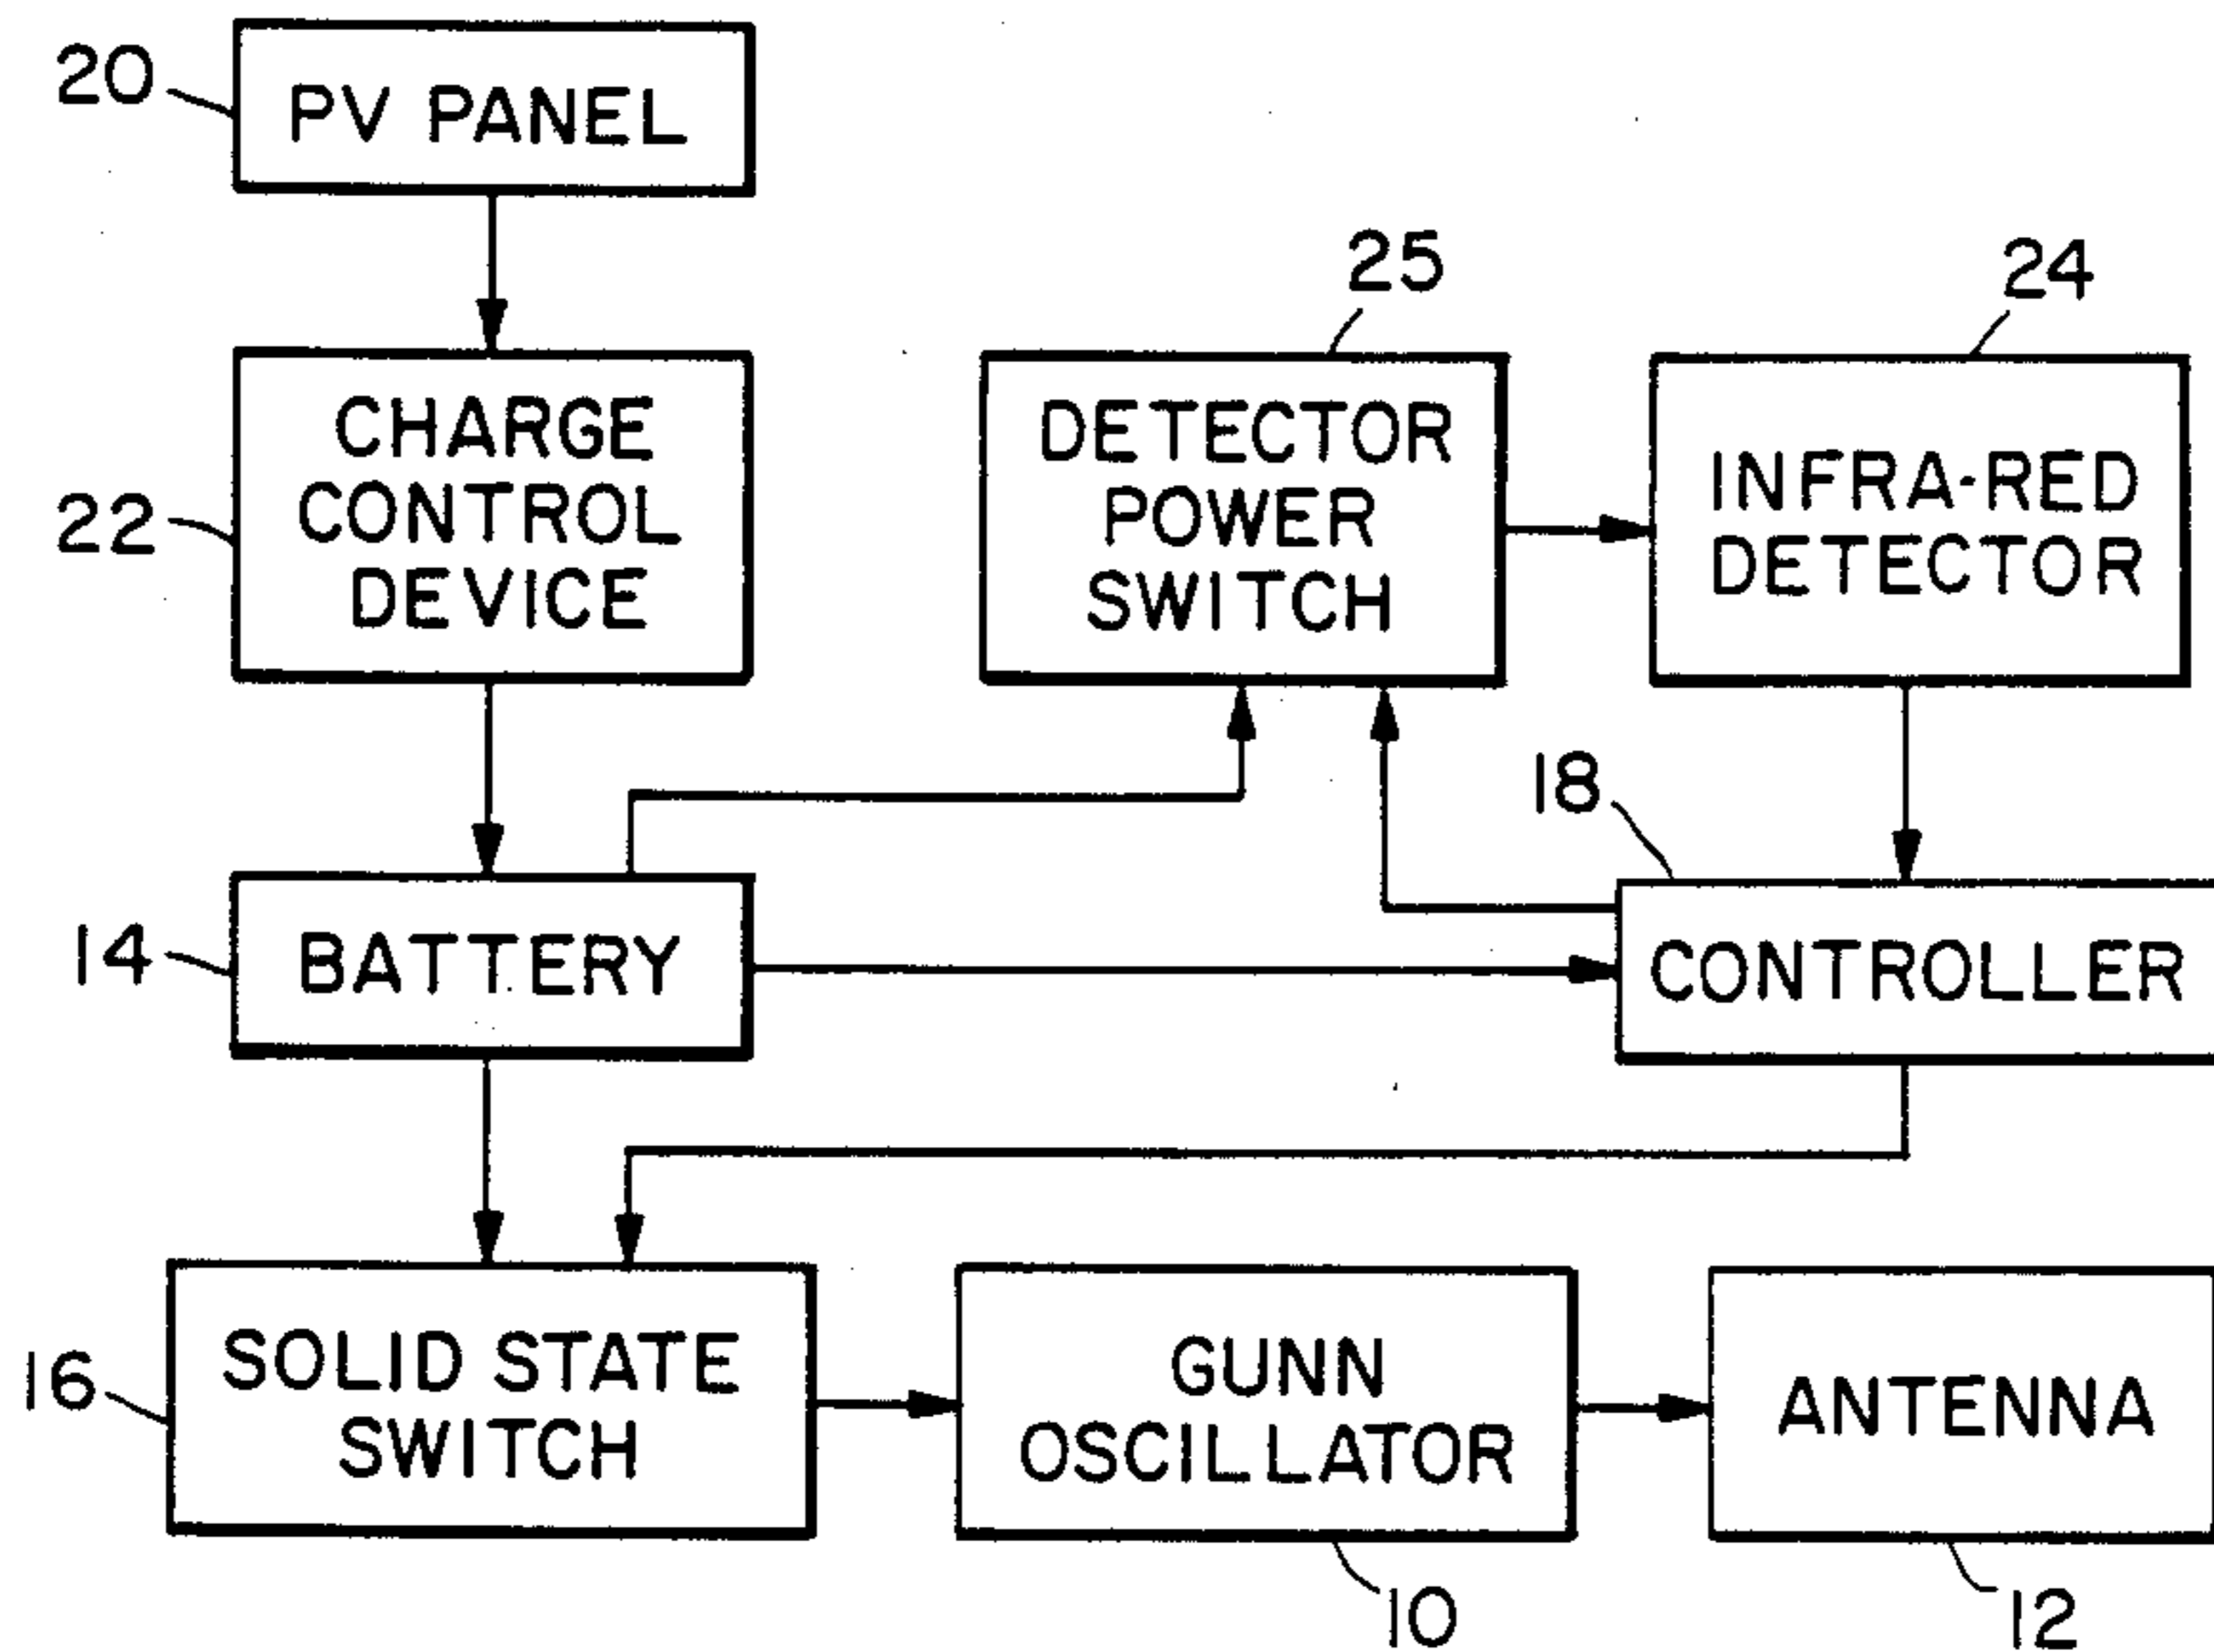 20
PV PANEL
25
24
CHARGE
CONTROL
DEVICE
22
DETECTOR
POWER
SWITCH
INFRA-RED
DETECTOR
18
14
BATTERY
CONTROLLER
16
SOLID STATE
SWITCH
GUNN
OSCILLATOR
ANTENNA
10
12